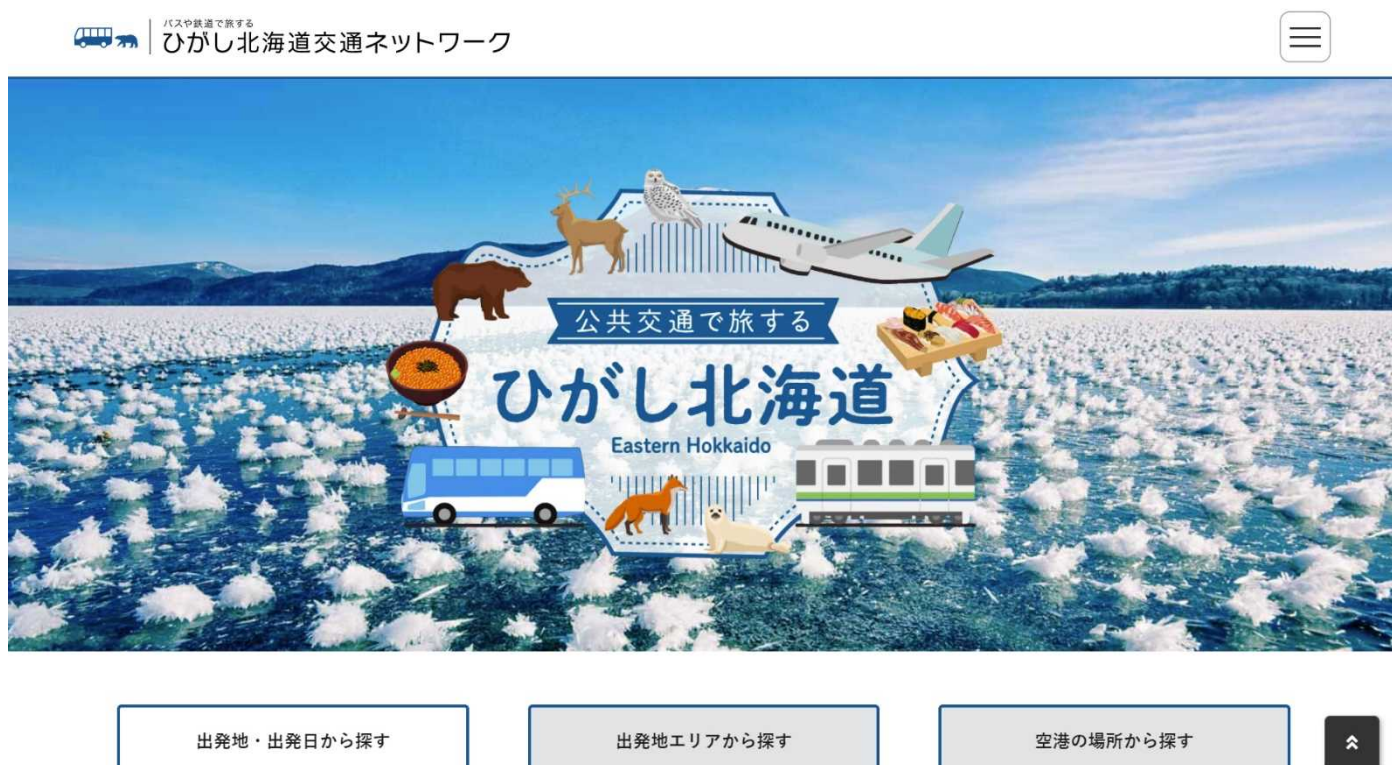 バスや鉄道で旅する
ひがし北海道交通ネットワーク
公共交通で旅する
ひがし北海道
Eastern Hokkaido
出発地・出発日から探す
出発地エリアから探す
空港の場所から探す